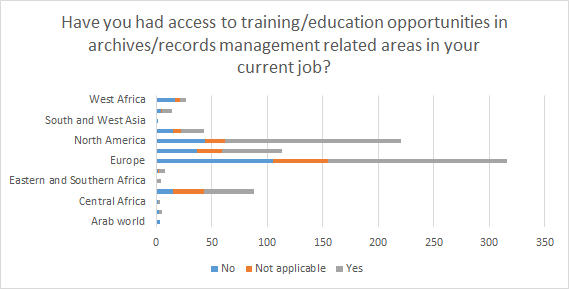 Have you had access to training/education opportunities in
archives/records management related areas in your
current job?
West Africa
South and West Asia
North America
Europe
Eastern and Southern Africa
Central Africa
Arab world
0 50 100 150 200 250 300 350
No Not applicable Yes